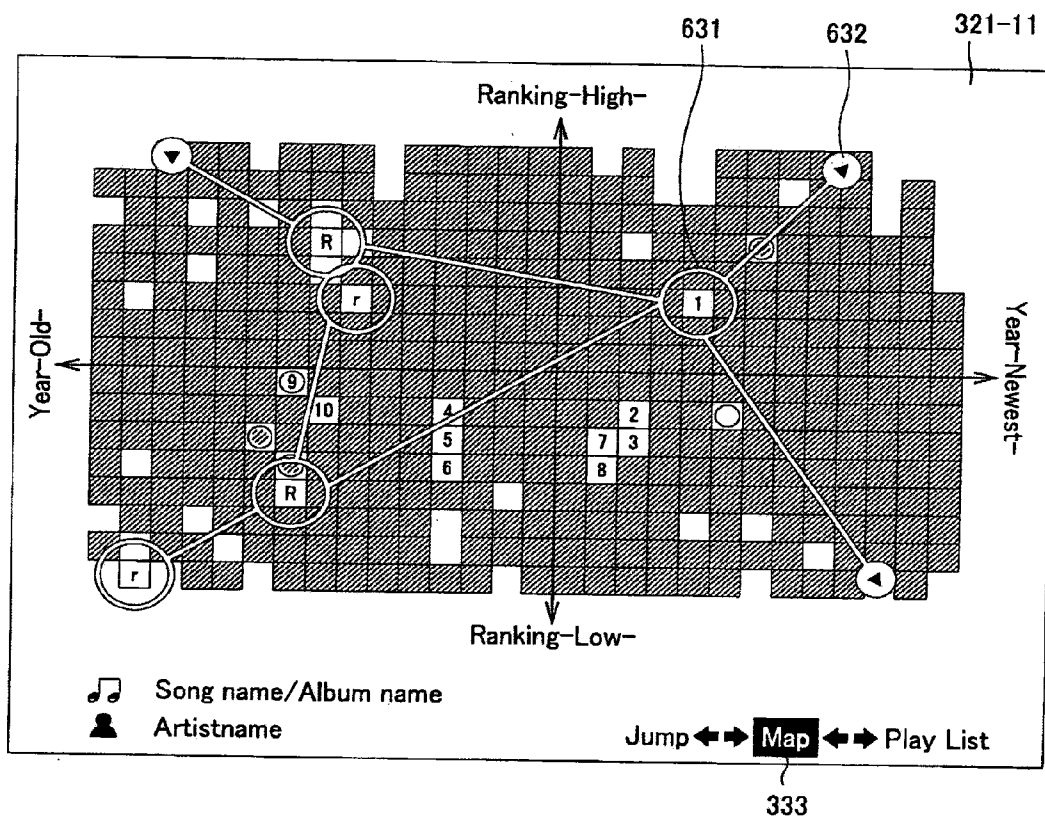 631 632 321-11
Ranking-High-
R
r
1
Year-Old-
Year-Newest-
9
10 4 2
5 7 3
6 8
R
r
Ranking-Low-
Song name/Album name
Artistname
Jump Map Play List
333